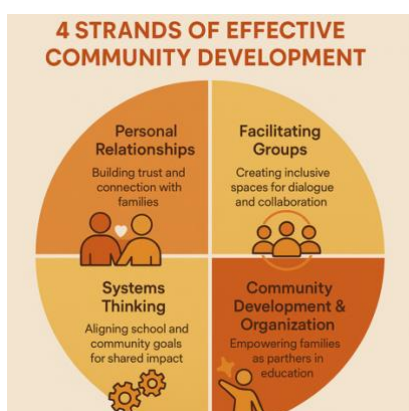 4 STRANDS OF EFFECTIVE
COMMUNITY DEVELOPMENT
Personal
Relationships
Building trust and
connection with
families
Facilitating
Groups
Creating inclusive
spaces for dialogue
and collaboration
Systems
Thinking
Aligning school and
community goals
for shared impact
Community
Development &
Organization
Empowering families
as parthers in
education